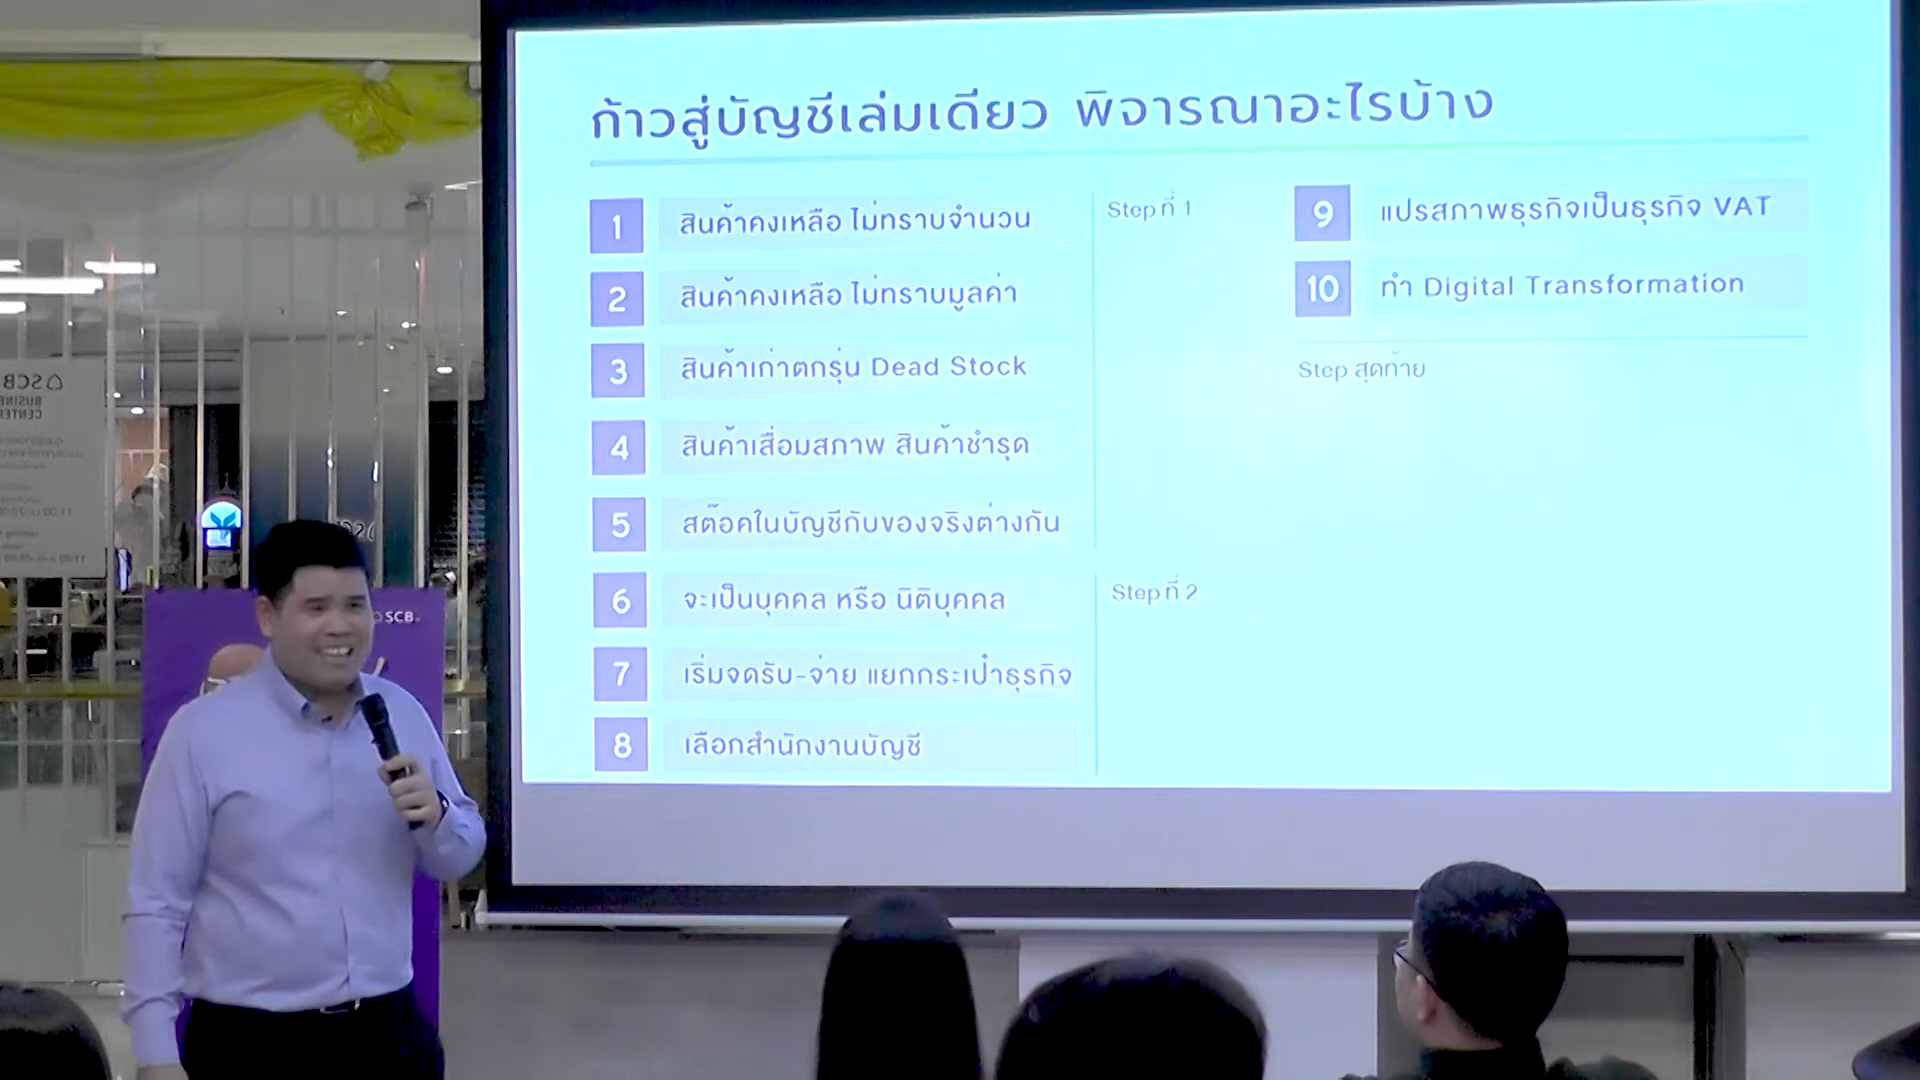 ก้าวสู่บัญชีเล่มเดียว พิจารณาอะไรบ้าง
1 สินค้าคงเหลือ ไม่ทราบจำนวน
2 สินค้าคงเหลือ ไม่ทราบมูลค่า
3 สินค้าเก่าตกรุ่น Dead Stock
4 สินค้าเสื่อมสภาพ สินค้าชำรุด
5 สต๊อคในบัญชีกับของจริงต่างกัน
Step ที่ 1
6 จะเป็นบุคคล หรือ นิติบุคคล
7 เริ่มจดรับ-จ่าย แยกกระเป๋าธุรกิจ
8 เลือกสำนักงานบัญชี
Step ที่ 2
9 แปรสภาพธุรกิจเป็นธุรกิจ VAT
10 ทำ Digital Transformation
Step สุดท้าย
SCB
SCB
BUSINE
CENTER